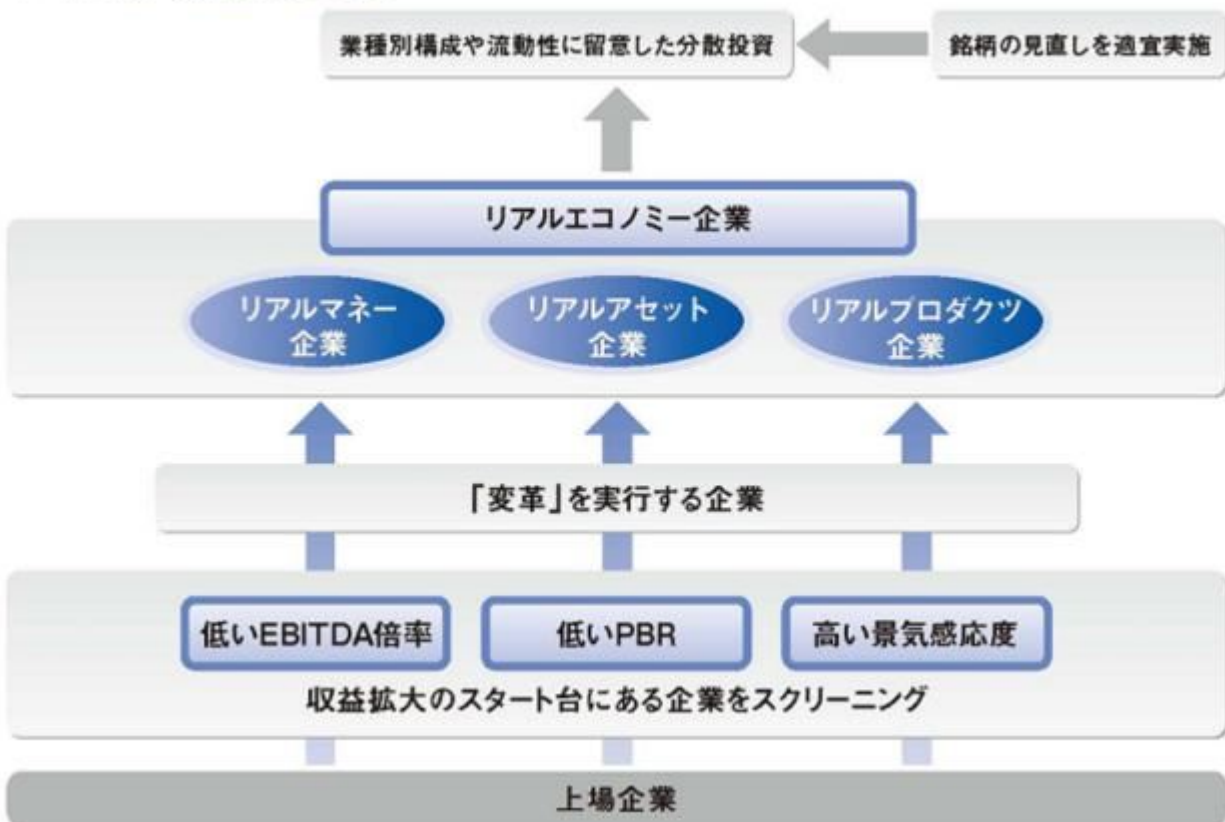 業種別構成や流動性に留意した分散投資
銘柄の見直しを適宜実施
リアルエコノミー企業
リアルマネー
企業
リアルアセット
企業
リアルプロダクツ
企業
「変革」を実行する企業
低いEBITDA倍率
低いPBR
高い景気感応度
収益拡大のスタート台にある企業をスクリーニング
上場企業